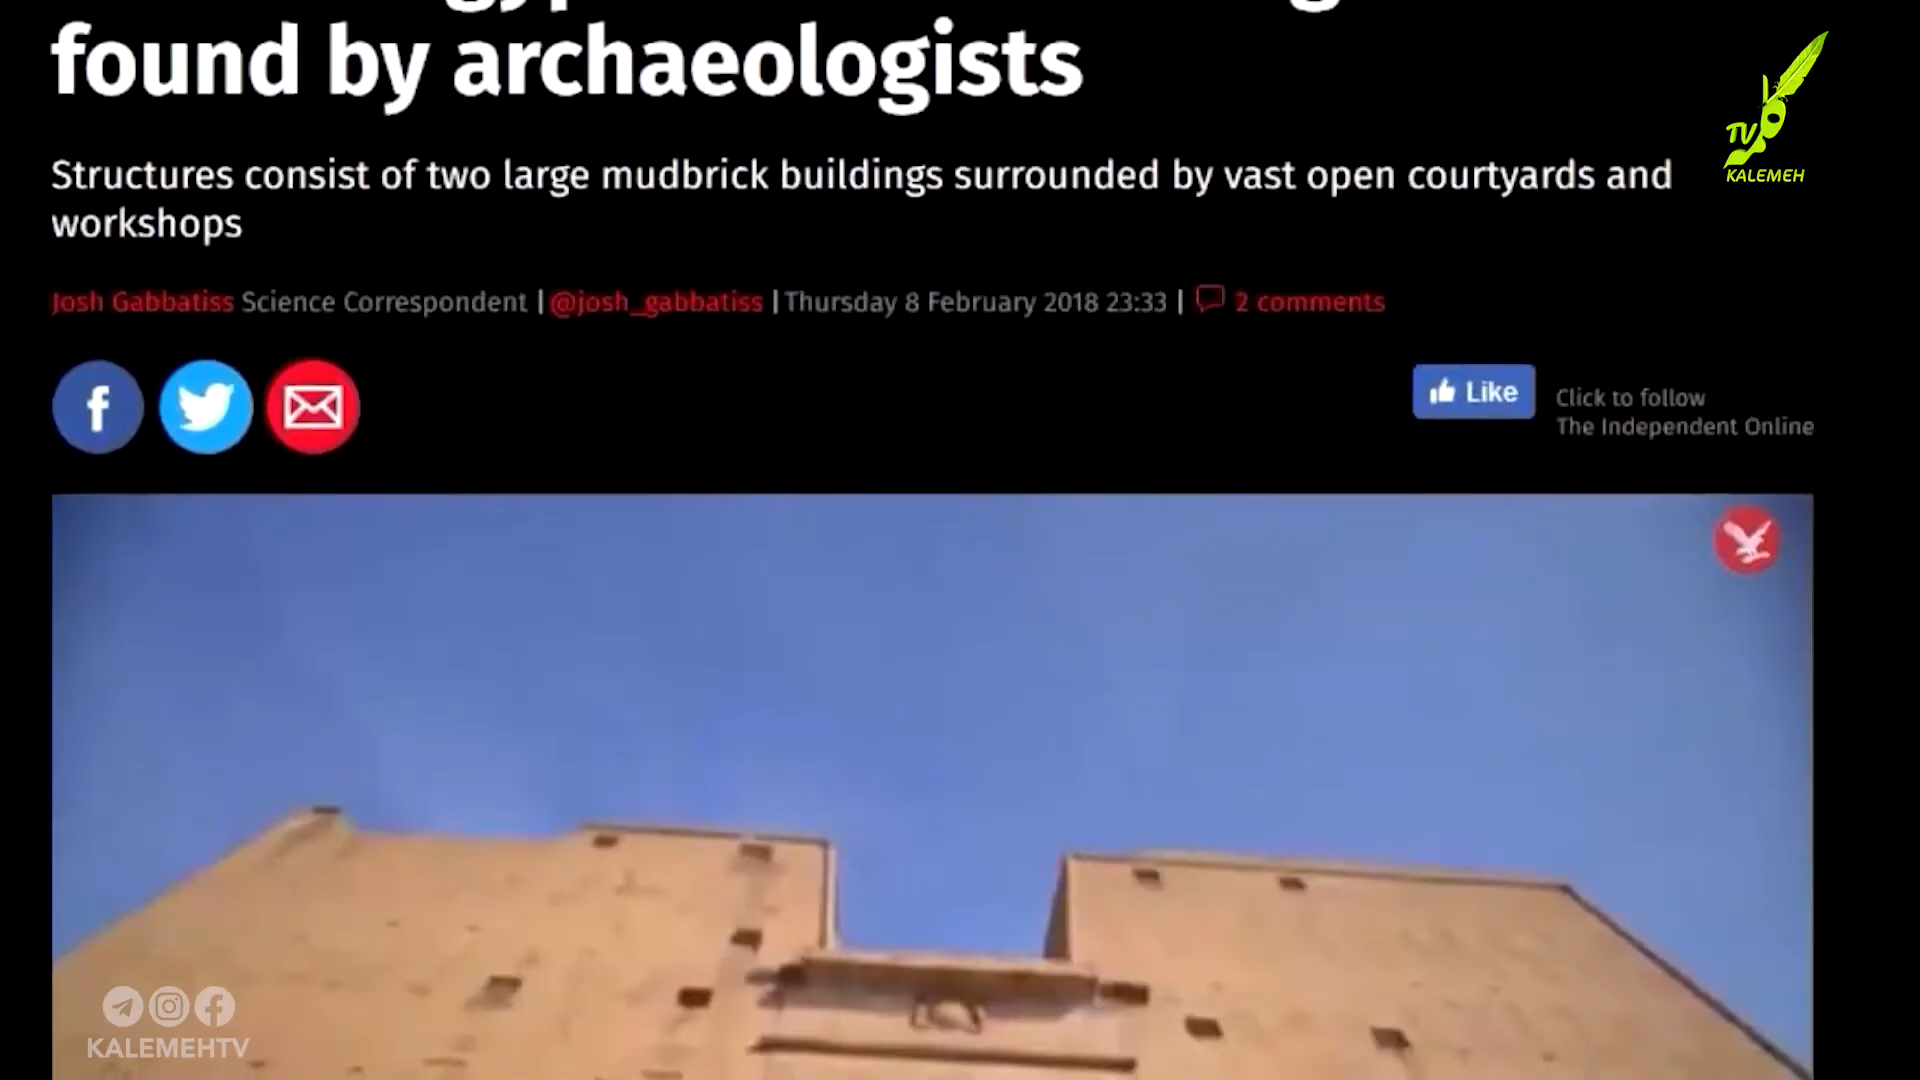 found by archaeologists
Structures consist of two large mudbrick buildings surrounded by vast open courtyards and
workshops
Josh Gabbatiss Science Correspondent | @josh_gabbatiss | Thursday 8 February 2018 23:33 | 2 comments
Like
Click to follow
The Independent Online
TV
KALEMEH
KALEMEHTV